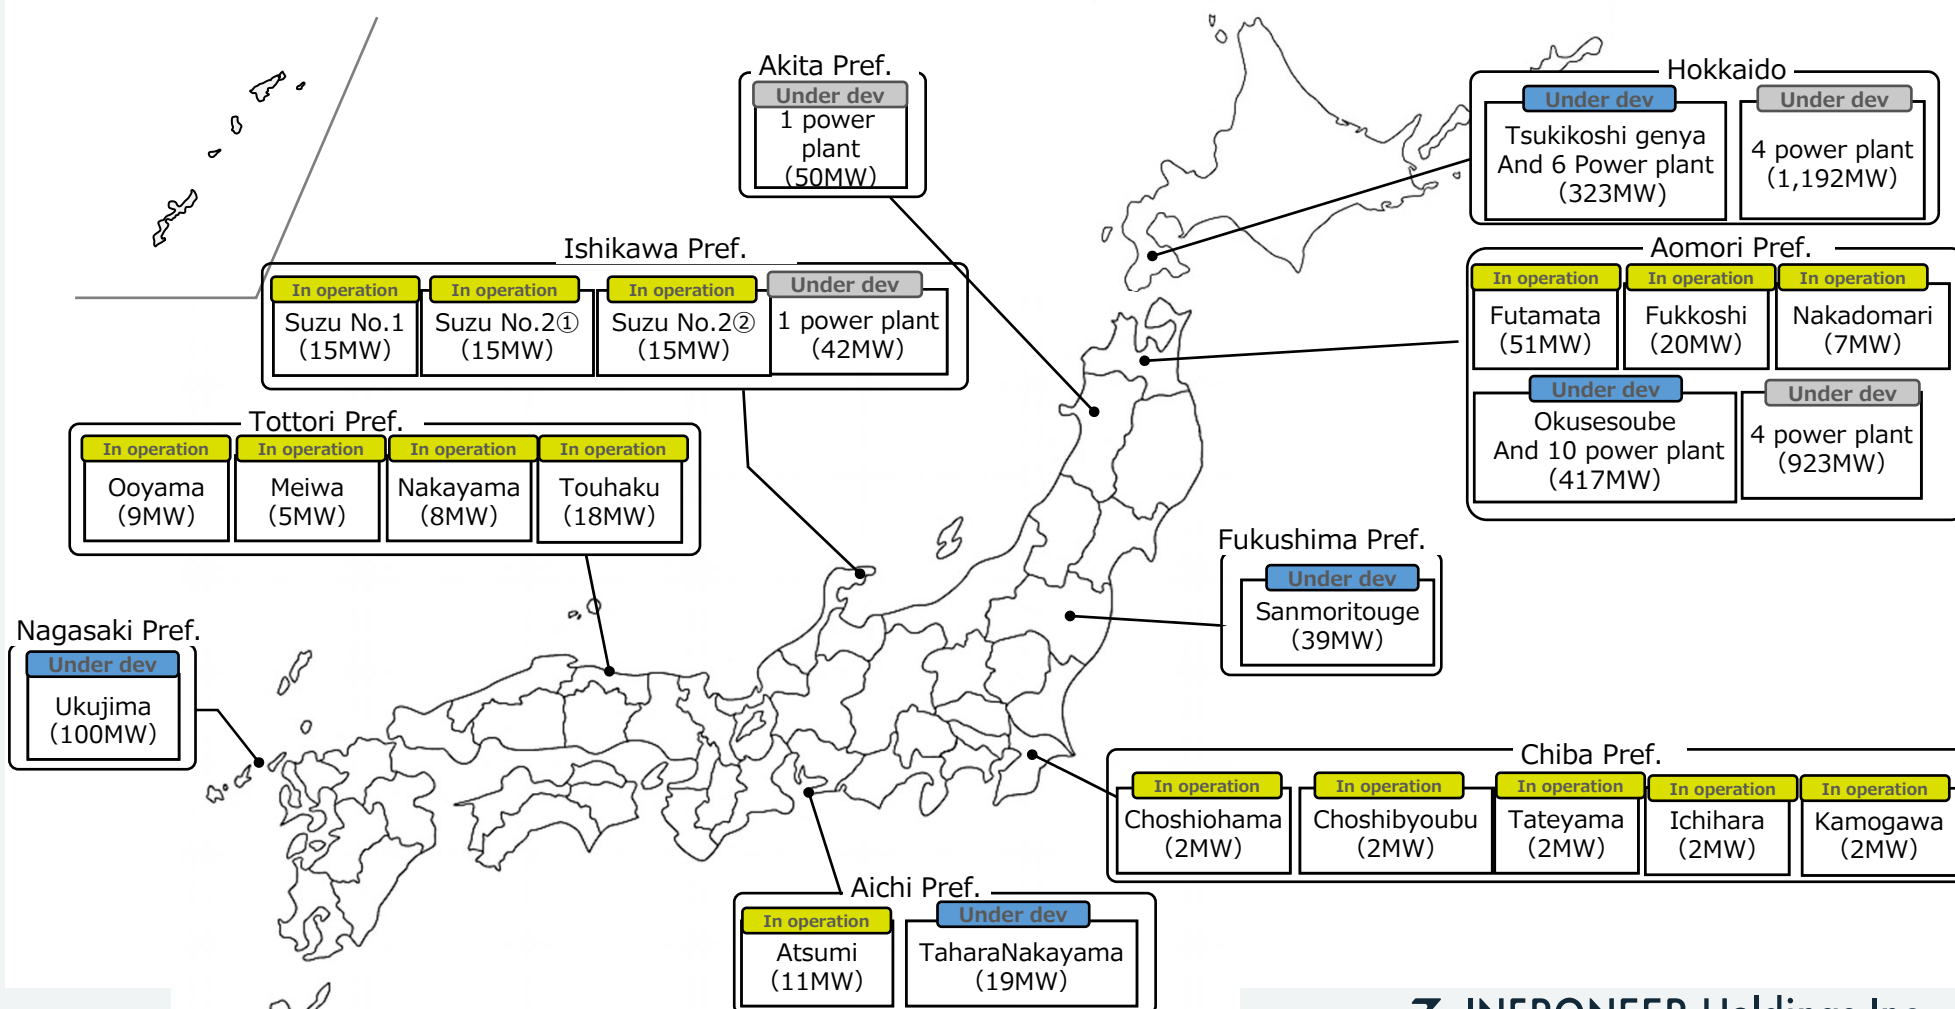 Akita Pref.
Under dev
1 power
plant
(50MW)
Hokkaido
Under dev
Tsukikoshi genya
And 6 Power plant
(323MW)
Under dev
4 power plant
(1,192MW)
Ishikawa Pref.
In operation
Suzu No.1
(15MW)
In operation
Suzu No.2①
(15MW)
In operation
Suzu No.2②
(15MW)
Under dev
1 power plant
(42MW)
Aomori Pref.
In operation
Futamata
(51MW)
In operation
Fukkoshi
(20MW)
In operation
Nakadomari
(7MW)
Under dev
Okusesoube
And 10 power plant
(417MW)
Under dev
4 power plant
(923MW)
Tottori Pref.
In operation
Ooyama
(9MW)
In operation
Meiwa
(5MW)
In operation
Nakayama
(8MW)
In operation
Touhaku
(18MW)
Fukushima Pref.
Under dev
Sanmoritouge
(39MW)
Nagasaki Pref.
Under dev
Ukujima
(100MW)
Chiba Pref.
In operation
Choshiohama
(2MW)
In operation
Choshibyoubu
(2MW)
In operation
Tateyama
(2MW)
In operation
Ichihara
(2MW)
In operation
Kamogawa
(2MW)
Aichi Pref.
In operation
Atsumi
(11MW)
Under dev
TaharaNakayama
(19MW)
INFRONEER Holdings Inc.